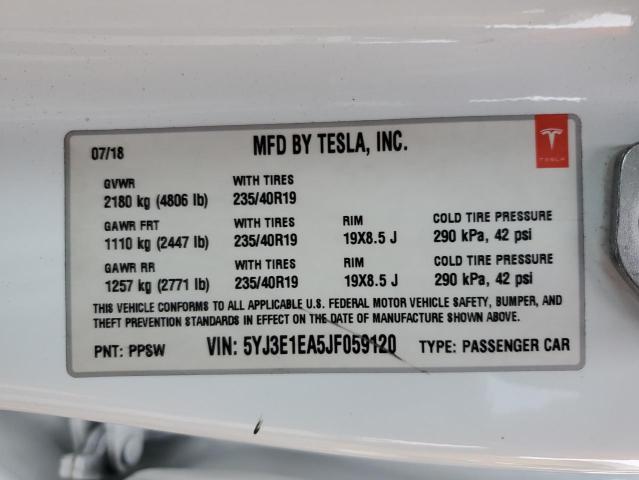 07/18 MFD BY TESLA, INC. TESLA
GVWR WITH TIRES
2180 kg (4806 lb) 235/40R19
GAWR FRT WITH TIRES RIM COLD TIRE PRESSURE
1110 kg (2447 lb) 235/40R19 19X8.5 J 290 kPa, 42 psi
GAWR RR WITH TIRES RIM COLD TIRE PRESSURE
1257 kg (2771 lb) 235/40R19 19X8.5 J 290 kPa, 42 psi
THIS VEHICLE CONFORMS TO ALL APPLICABLE U.S. FEDERAL MOTOR VEHICLE SAFETY, BUMPER, AND
THEFT PREVENTION STANDARDS IN EFFECT ON THE DATE OF MANUFACTURE SHOWN ABOVE.
PNT: PPSW VIN: 5YJ3E1EA5JF059120 TYPE: PASSENGER CAR